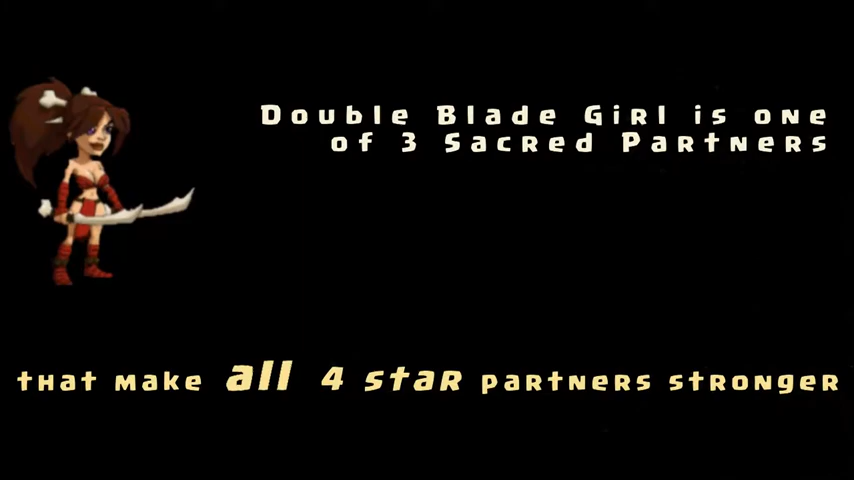 Double Blade Girl is one
of 3 Sacred Partners
that make all 4 star partners stronger